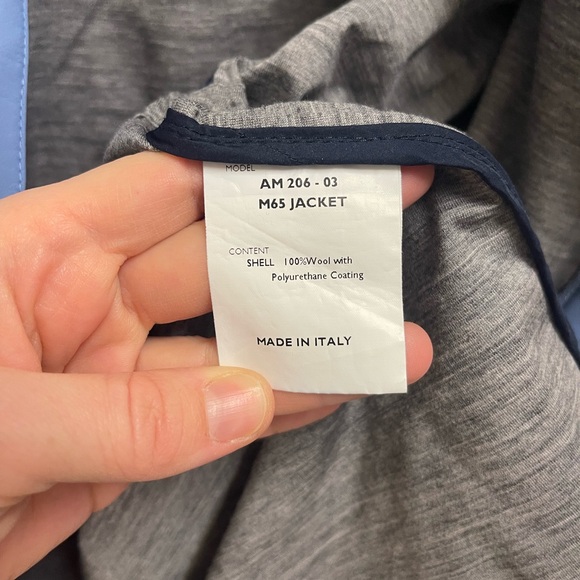 MODEL
AM 206 - 03
M65 JACKET
CONTENT
SHELL 100%Wool with
Polyurethane Coating
MADE IN ITALY